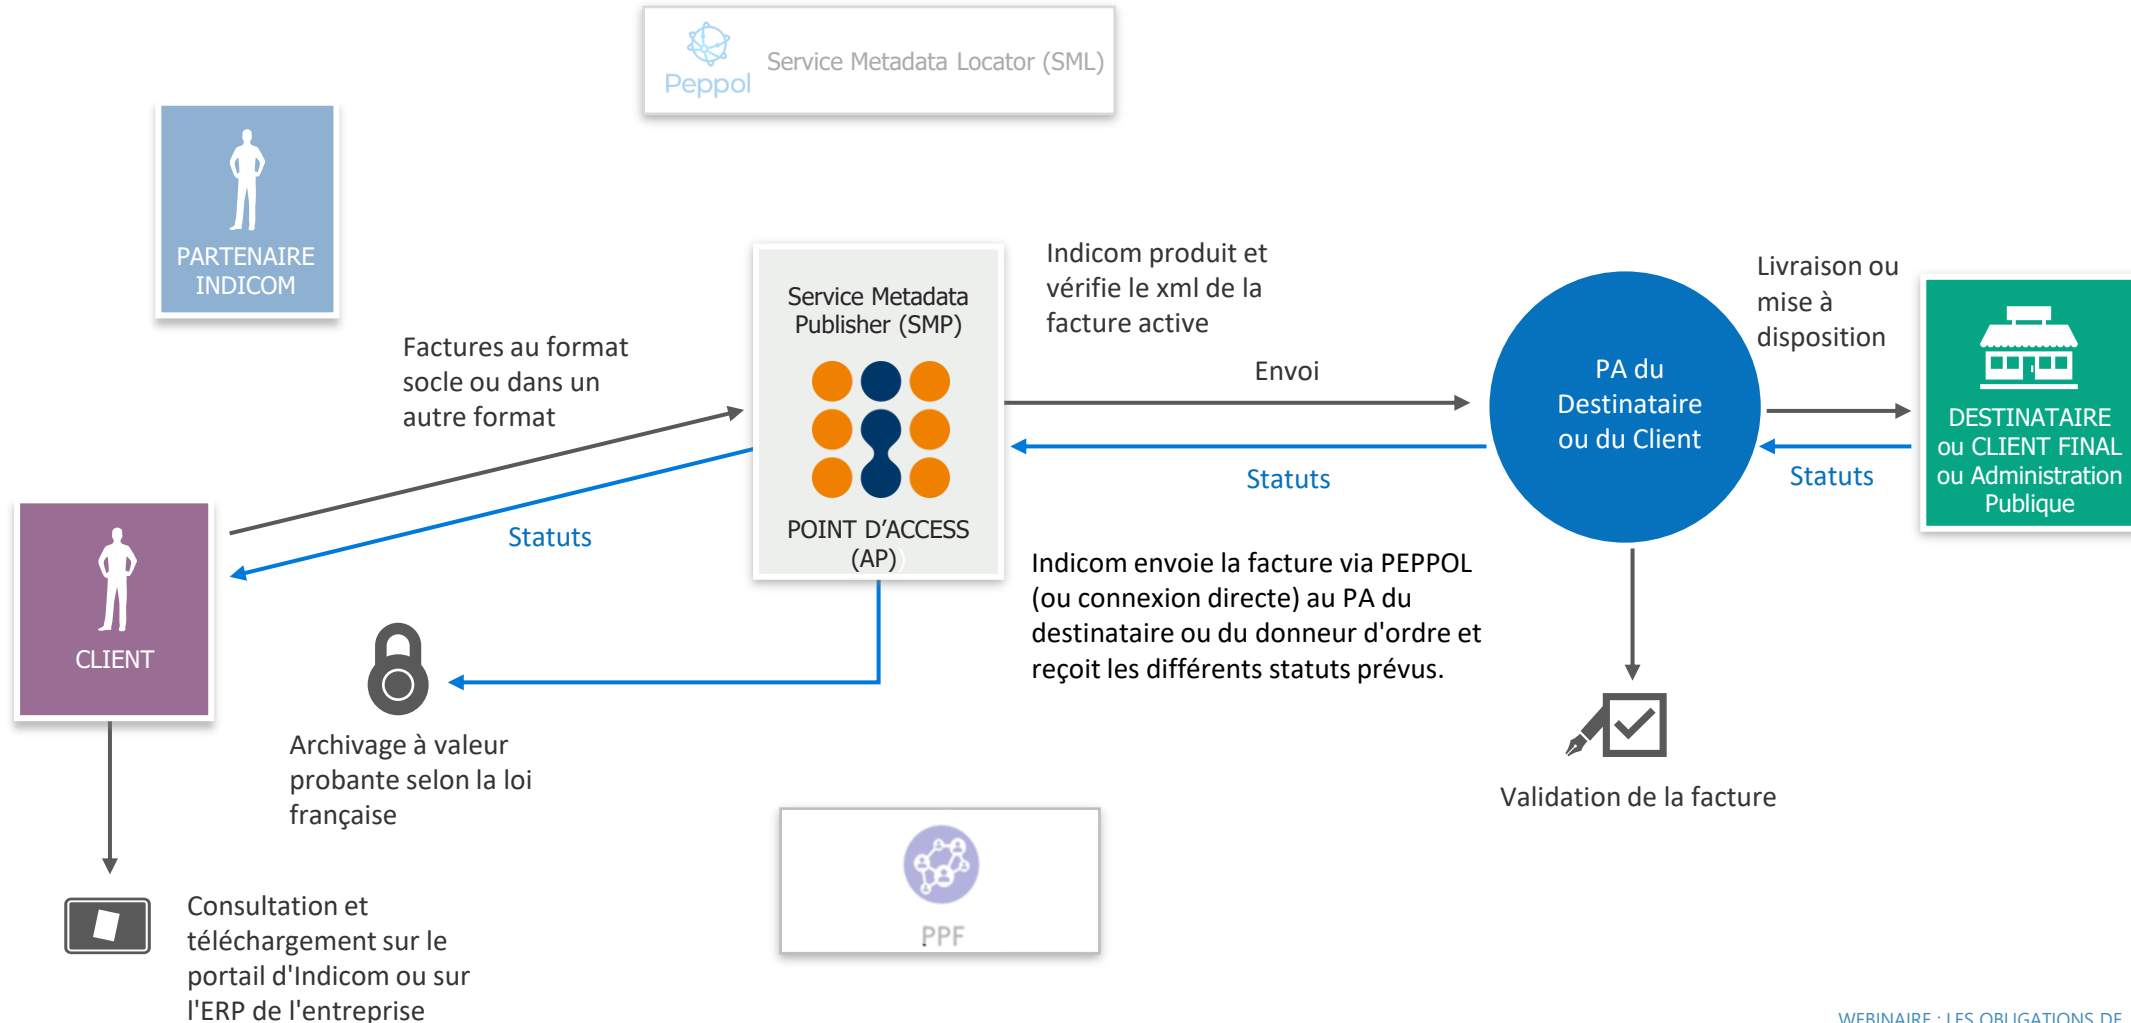 Peppol
Service Metadata Locator (SML)
PARTENAIRE
INDICOM
Factures au format
socle ou dans un
autre format
Service Metadata
Publisher (SMP)
POINT D'ACCESS
(AP))
Indicom produit et
vérifie le xml de la
facture active
Envoi
Statuts
PA du
Destinataire
ou du Client
Livraison ou
mise à
disposition
Statuts
DESTINATAIRE
ou CLIENT FINAL
ou Administration
Publique
Statuts
CLIENT
Indicom envoie la facture via PEPPOL
(ou connexion directe) au PA du
destinataire ou du donneur d'ordre et
reçoit les différents statuts prévus.
Archivage à valeur
probante selon la loi
française
Validation de la facture
PPF
Consultation et
téléchargement sur le
portail d'Indicom ou sur
l'ERP de l'entreprise
WEBINAIRE : LES OBLIGATIONS DE